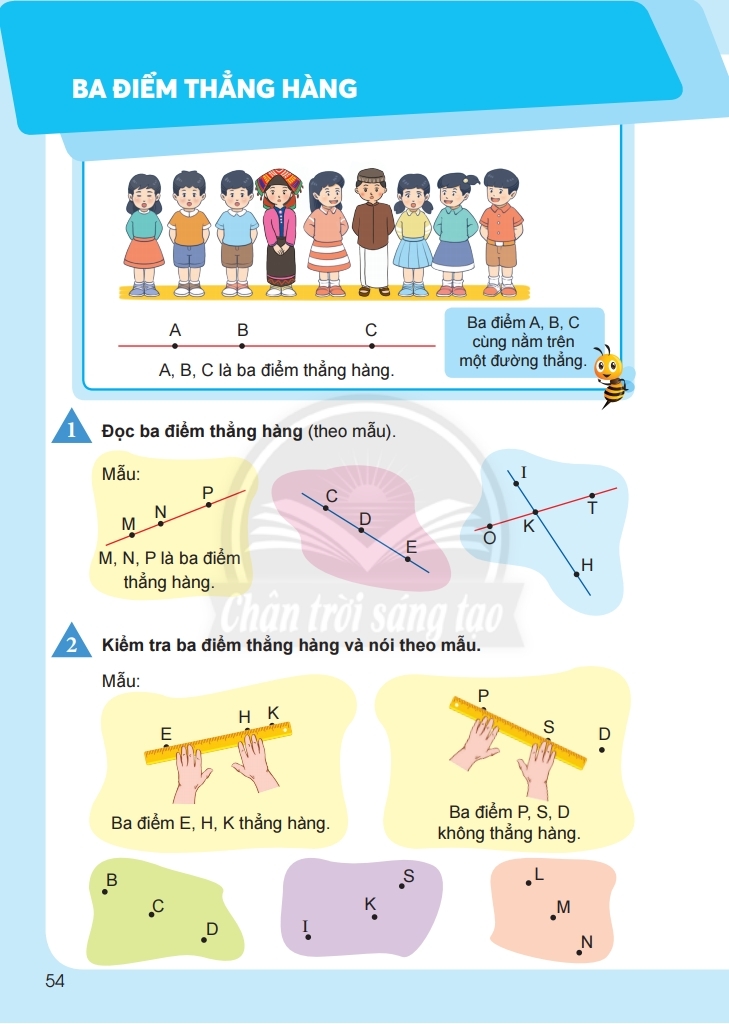 BA ĐIỂM THẲNG HÀNG
A B C
A, B, C là ba điểm thẳng hàng.
Ba điểm A, B, C
cùng nằm trên
một đường thẳng.
1 Đọc ba điểm thẳng hàng (theo mẫu).
Mẫu:
M N P
M, N, P là ba điểm
thẳng hàng.
C
D
E
I
T
K
O
H
Chân trời sáng tạo
2 Kiểm tra ba điểm thẳng hàng và nói theo mẫu.
Mẫu:
E H K
Ba điểm E, H, K thẳng hàng.
P
S D
Ba điểm P, S, D
không thẳng hàng.
B
C
D
S
K
I
L
M
N
54